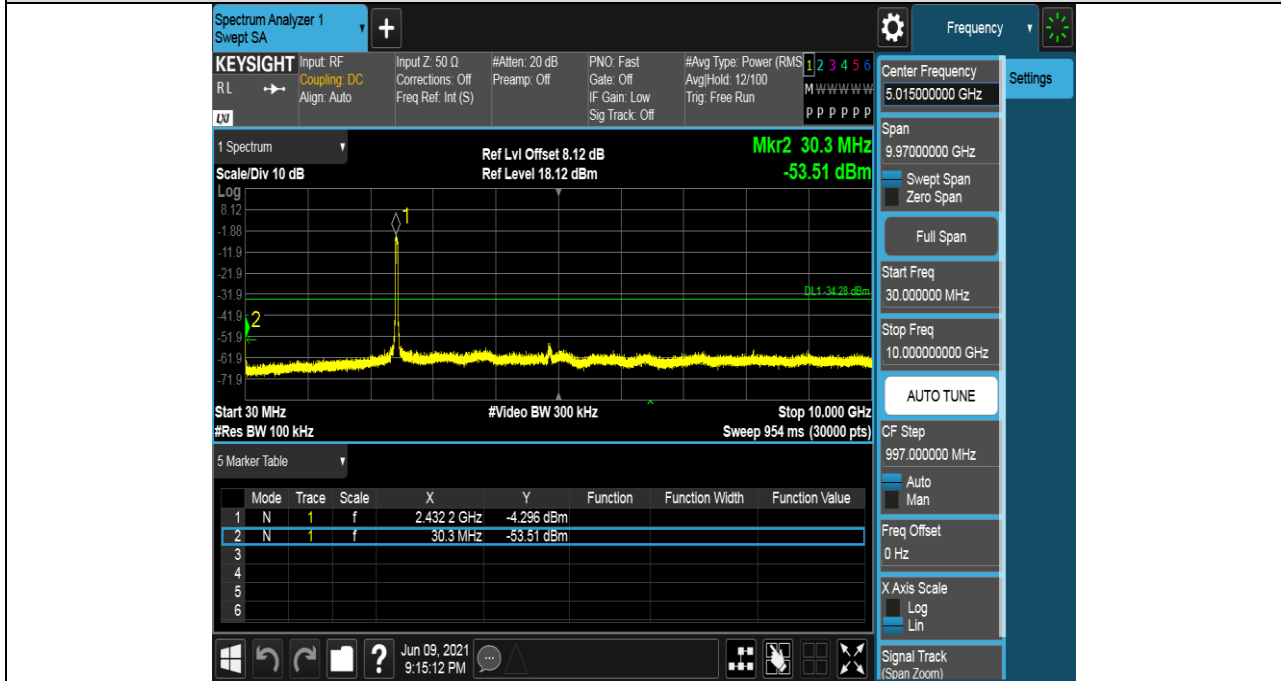 Spectrum Analyzer 1
Swept SA
Frequency
KEYSIGHT
RL
LXI
Input: RF
Coupling: DC
Align: Auto
Input Z: 50 Ω
Corrections: Off
Freq Ref: Int (S)
#Atten: 20 dB
Preamp: Off
PNO: Fast
Gate: Off
IF Gain: Low
Sig Track: Off
#Avg Type: Power (RMS
Avg|Hold: 12/100
Trig: Free Run
1 2 3 4 5 6
M W W W W W
P P P P P P
1 Spectrum
Scale/Div 10 dB
Ref Lvl Offset 8.12 dB
Ref Level 18.12 dBm
Mkr2 30.3 MHz
-53.51 dBm
Log
8.12
-1.88
-11.9
-21.9
-31.9
-41.9
-51.9
-61.9
-71.9
1
2
DL1 -34.28 dBm
Start 30 MHz
#Video BW 300 kHz
Stop 10.000 GHz
#Res BW 100 kHz
Sweep 954 ms (30000 pts)
5 Marker Table
Mode Trace Scale X Y Function Function Width Function Value
1 N 1 f 2.432 2 GHz -4.296 dBm
2 N 1 f 30.3 MHz -53.51 dBm
3
4
5
6
Jun 09, 2021
9:15:12 PM
Center Frequency
5.015000000 GHz
Settings
Span
9.97000000 GHz
Swept Span
Zero Span
Full Span
Start Freq
30.000000 MHz
Stop Freq
10.000000000 GHz
AUTO TUNE
CF Step
997.000000 MHz
Auto
Man
Freq Offset
0 Hz
X Axis Scale
Log
Lin
Signal Track
(Span Zoom)